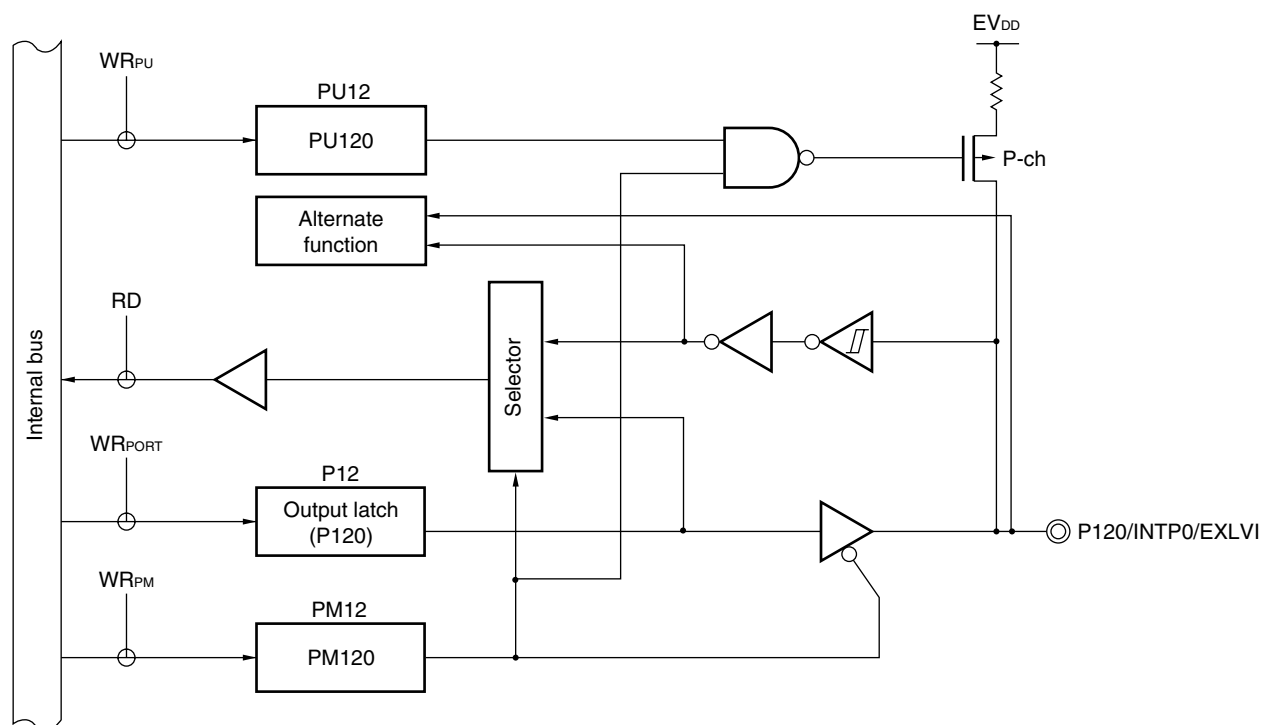 EVDD
WRPU
PU12
PU120
P-ch
Alternate
function
RD
Selector
Internal bus
WRPORT
P12
Output latch
(P120)
P120/INTP0/EXLVI
WRPM
PM12
PM120